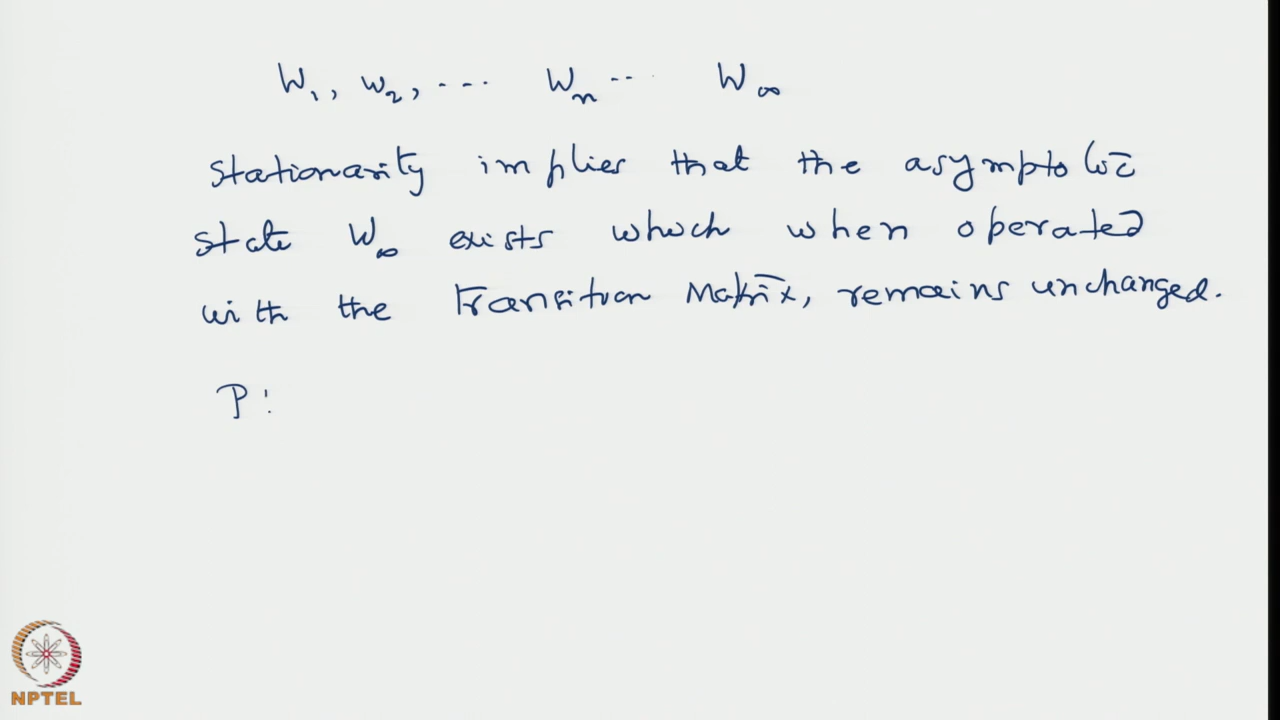 W₁, W₂, --- Wₙ -- W∞
Stationarity implies that the asymptotic
state W∞ exists which when operated
with the Transition Matrix, remains unchanged.
P:
NPTEL